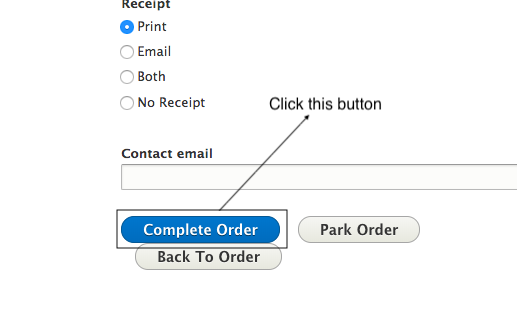 Receipt
Print
Email
Both
No Receipt
Click this button
Contact email
Complete Order
Park Order
Back To Order